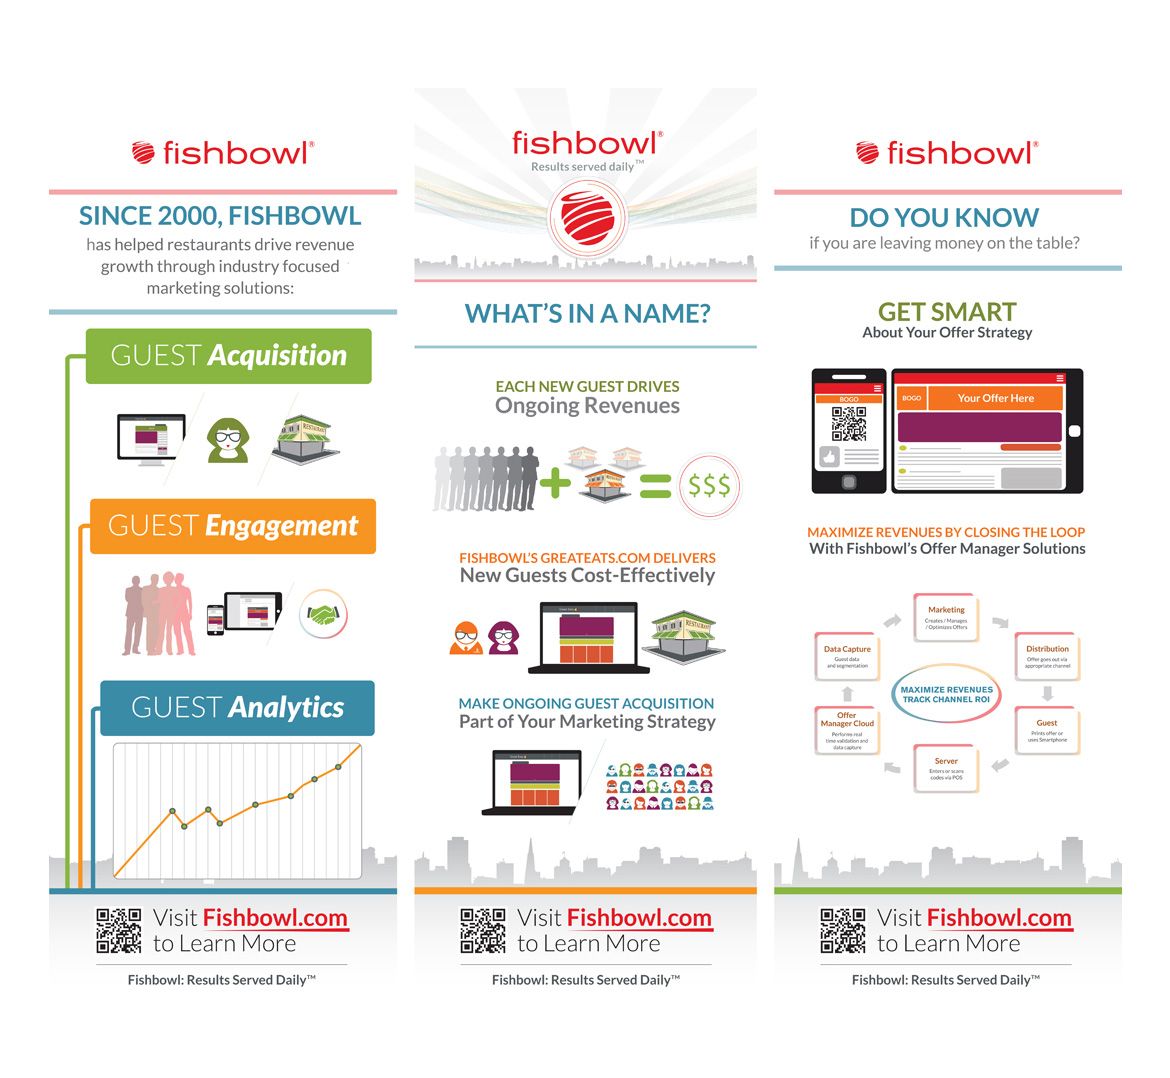 fishbowl®
SINCE 2000, FISHBOWL
has helped restaurants drive revenue
growth through industry focused
marketing solutions:
GUEST Acquisition
RESTAURANT
GUEST Engagement
GUEST Analytics
Visit Fishbowl.com
to Learn More
Fishbowl: Results Served Daily™
fishbowl®
Results served daily™
WHAT'S IN A NAME?
EACH NEW GUEST DRIVES
Ongoing Revenues
$$$
FISHBOWL'S GREATEATS.COM DELIVERS
New Guests Cost-Effectively
RESTAURANT
MAKE ONGOING GUEST ACQUISITION
Part of Your Marketing Strategy
Visit Fishbowl.com
to Learn More
Fishbowl: Results Served Daily™
fishbowl®
DO YOU KNOW
if you are leaving money on the table?
GET SMART
About Your Offer Strategy
BOGO
BOGO
Your Offer Here
MAXIMIZE REVENUES BY CLOSING THE LOOP
With Fishbowl's Offer Manager Solutions
Marketing
Creates / Manages
/ Optimizes Offers
Data Capture
Guest data
and segmentation
Distribution
Offer goes out via
appropriate channel
MAXIMIZE REVENUES
TRACK CHANNEL ROI
Offer
Manager Cloud
Performs real
time validation and
data capture
Guest
Prints offer or
uses Smartphone
Server
Enters or scans
codes via POS
Visit Fishbowl.com
to Learn More
Fishbowl: Results Served Daily™